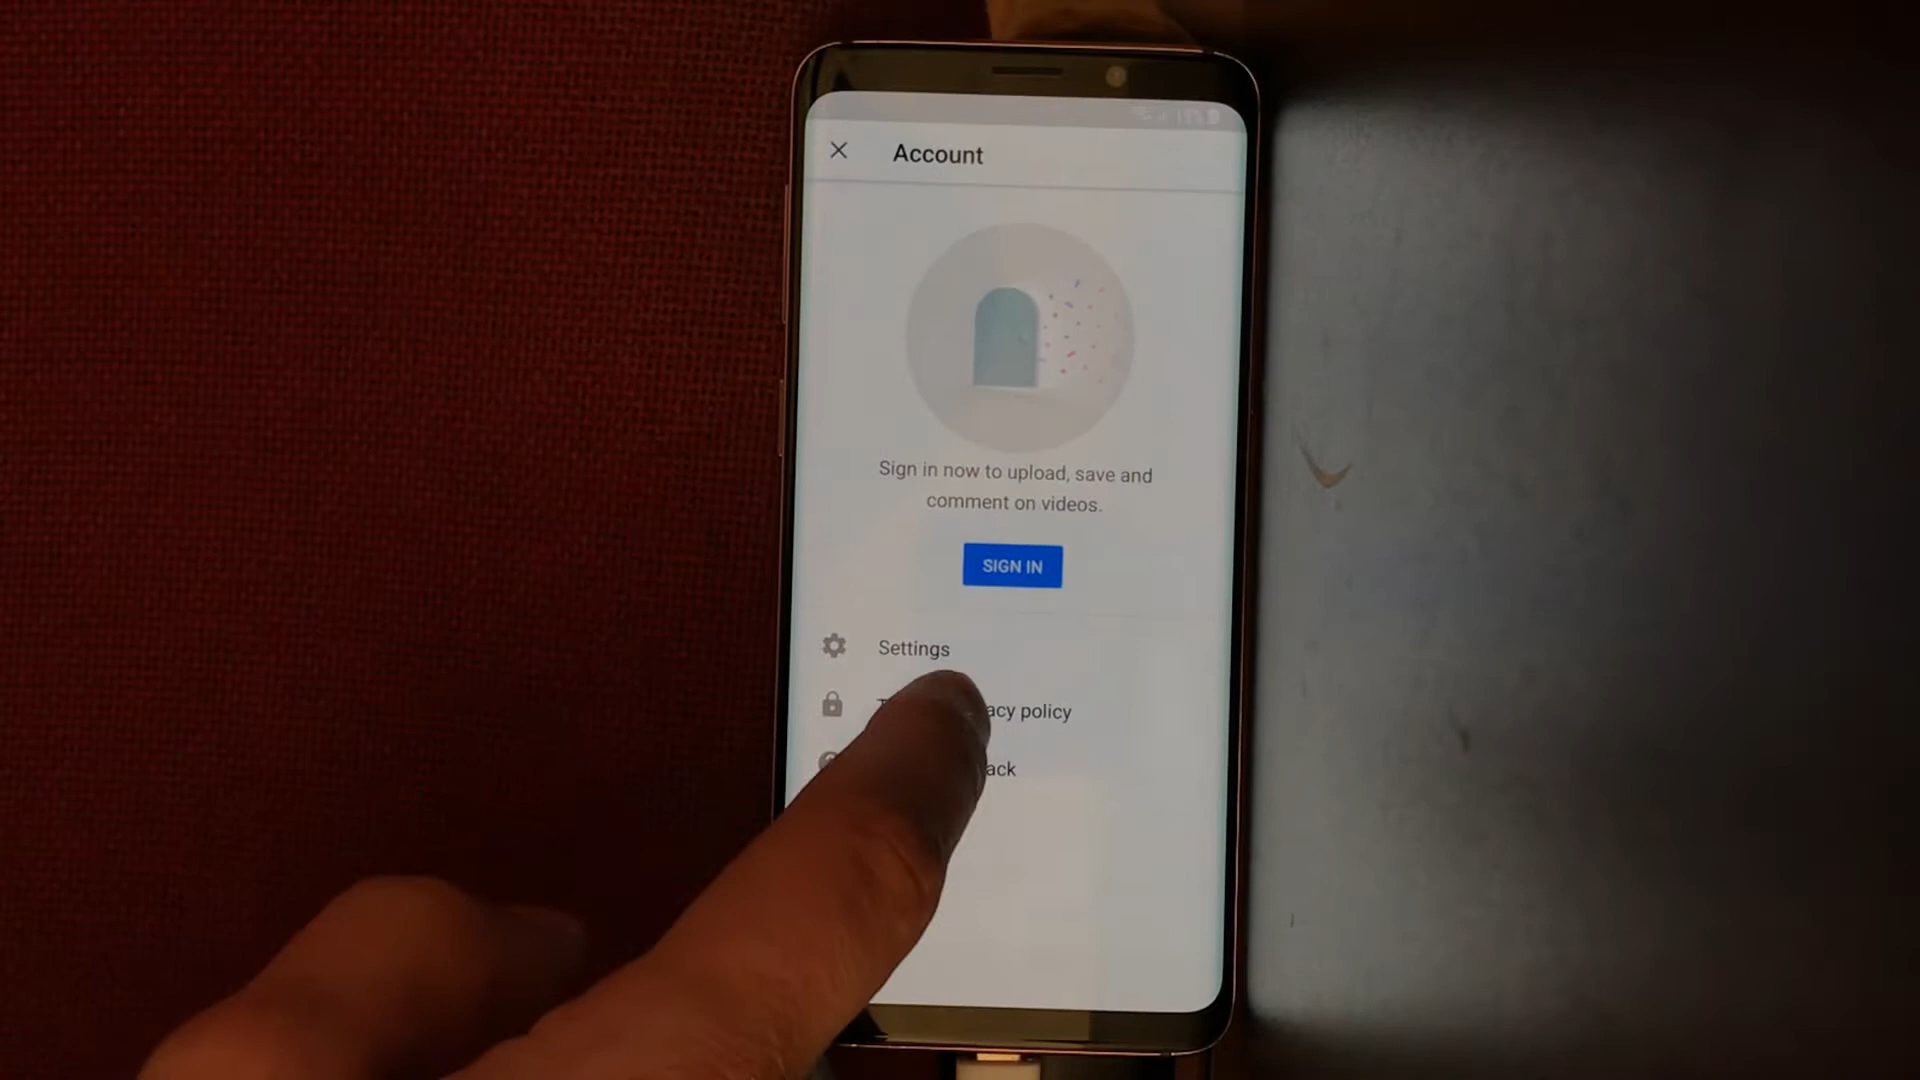 Account
Sign in now to upload, save and
comment on videos.
SIGN IN
Settings
acy policy
ack